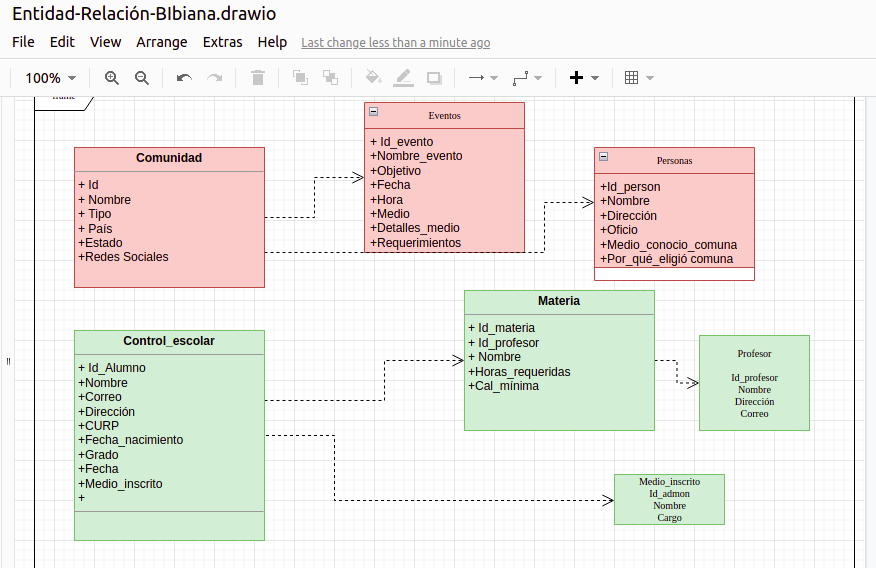 Entidad-Relación-BIbiana.drawio
File Edit View Arrange Extras Help Last change less than a minute ago
100%
Comunidad
+ Id
+ Nombre
+ Tipo
+ País
+Estado
+Redes Sociales
Eventos
+ Id_evento
+Nombre_evento
+Objetivo
+Fecha
+Hora
+Medio
+Detalles_medio
+Requerimientos
Personas
+Id_person
+Nombre
+Dirección
+Oficio
+Medio_conocio_comuna
+Por_qué_eligió comuna
Control_escolar
+ Id_Alumno
+Nombre
+Correo
+Dirección
+CURP
+Fecha_nacimiento
+Grado
+Fecha
+Medio_inscrito
+
Materia
+ Id_materia
+ Id_profesor
+ Nombre
+Horas_requeridas
+Cal_mínima
Profesor
Id_profesor
Nombre
Dirección
Correo
Medio_inscrito
Id_admon
Nombre
Cargo